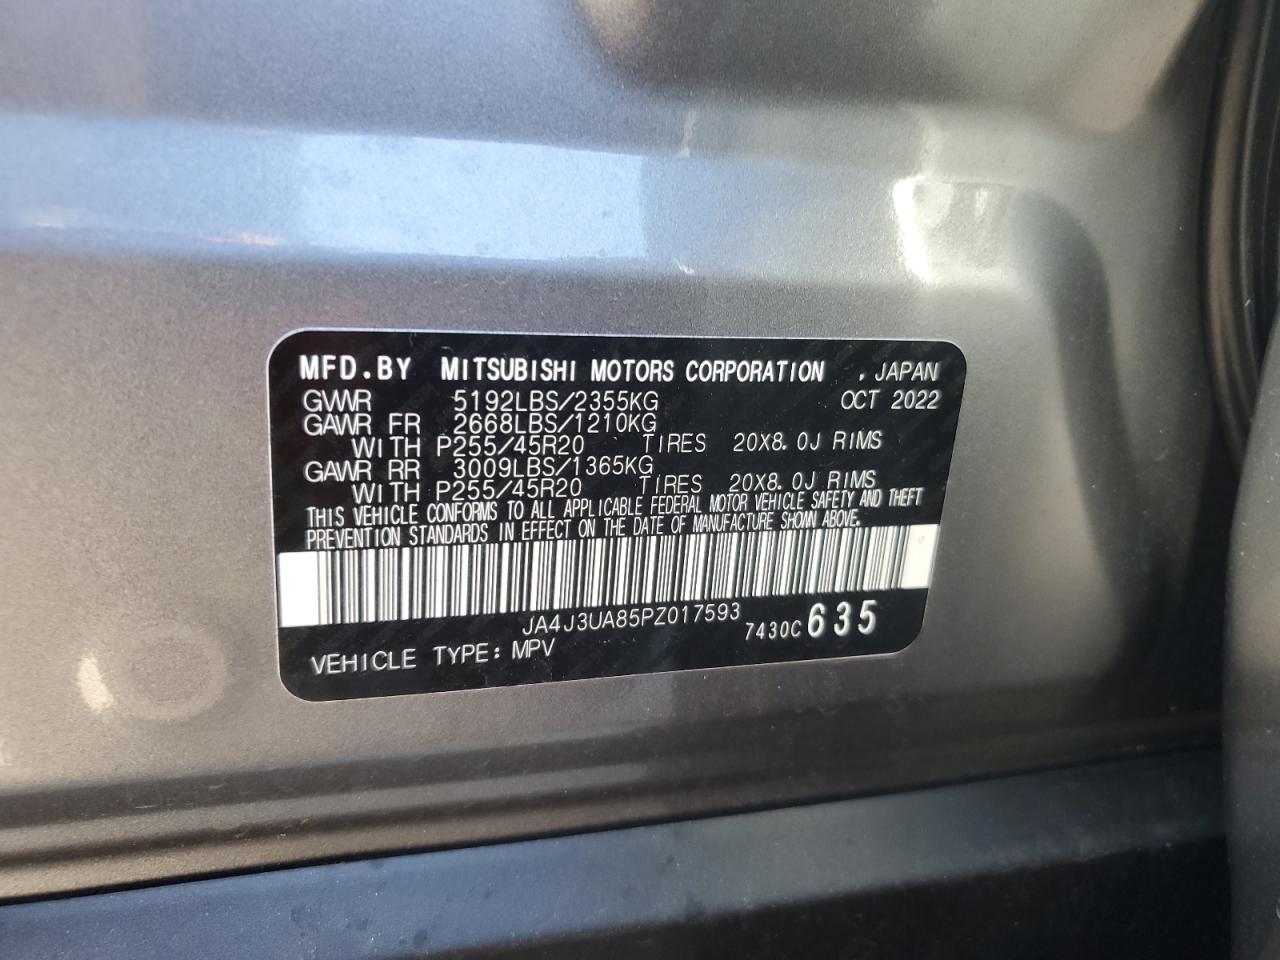 MFD.BY MITSUBISHI MOTORS CORPORATION , JAPAN
GVWR 5192LBS/2355KG OCT 2022
GAWR FR 2668LBS/1210KG
WITH P255/45R20 TIRES 20X8.0J RIMS
GAWR RR 3009LBS/1365KG
WITH P255/45R20 TIRES 20X8.0J RIMS
THIS VEHICLE CONFORMS TO ALL APPLICABLE FEDERAL MOTOR VEHICLE SAFETY AND THEFT
PREVENTION STANDARDS IN EFFECT ON THE DATE OF MANUFACTURE SHOWN ABOVE.
JA4J3UA85PZ017593
7430C 635
VEHICLE TYPE: MPV